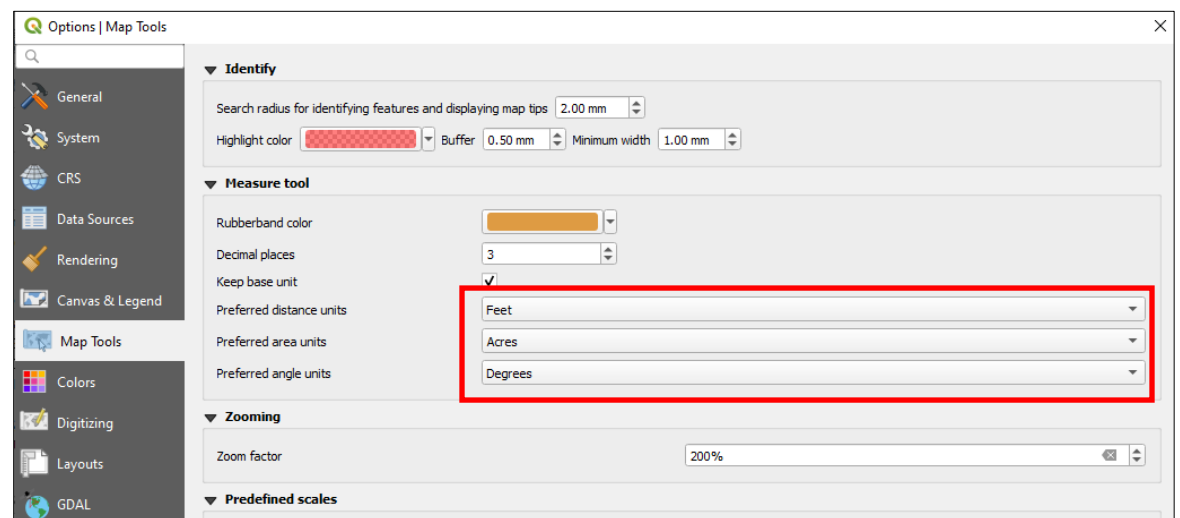 Options | Map Tools
General
System
CRS
Data Sources
Rendering
Canvas & Legend
Map Tools
Colors
Digitizing
Layouts
GDAL
Identify
Search radius for identifying features and displaying map tips 2.00 mm
Highlight color Buffer 0.50 mm Minimum width 1.00 mm
Measure tool
Rubberband color
Decimal places 3
Keep base unit
Preferred distance units Feet
Preferred area units Acres
Preferred angle units Degrees
Zooming
Zoom factor 200%
Predefined scales